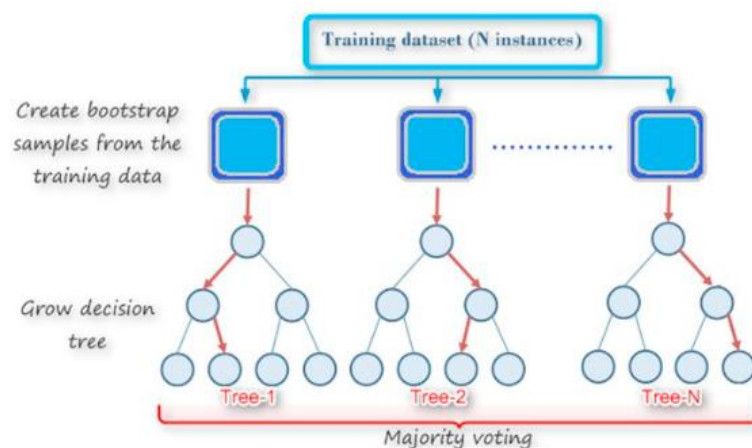 Training dataset (N instances)
Create bootstrap
samples from the
training data
Grow decision
tree
Tree-1
Tree-2
Tree-N
Majority voting